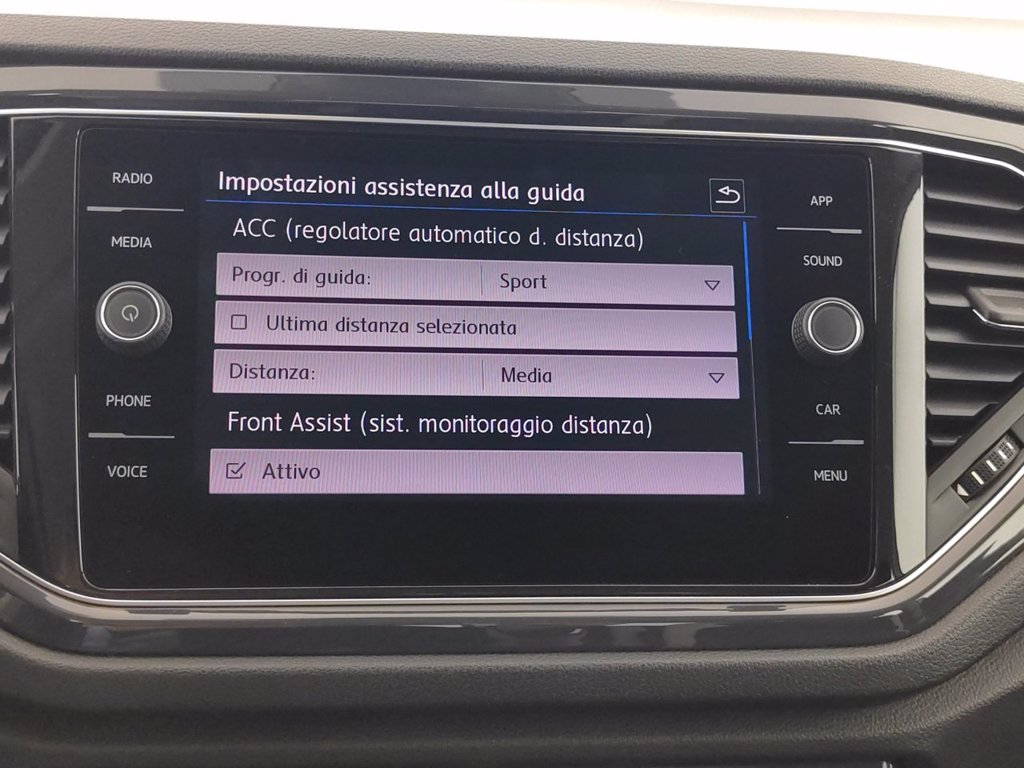 RADIO
MEDIA
PHONE
VOICE
Impostazioni assistenza alla guida
ACC (regolatore automatico d. distanza)
Progr. di guida: Sport
Ultima distanza selezionata
Distanza: Media
Front Assist (sist. monitoraggio distanza)
Attivo
APP
SOUND
CAR
MENU